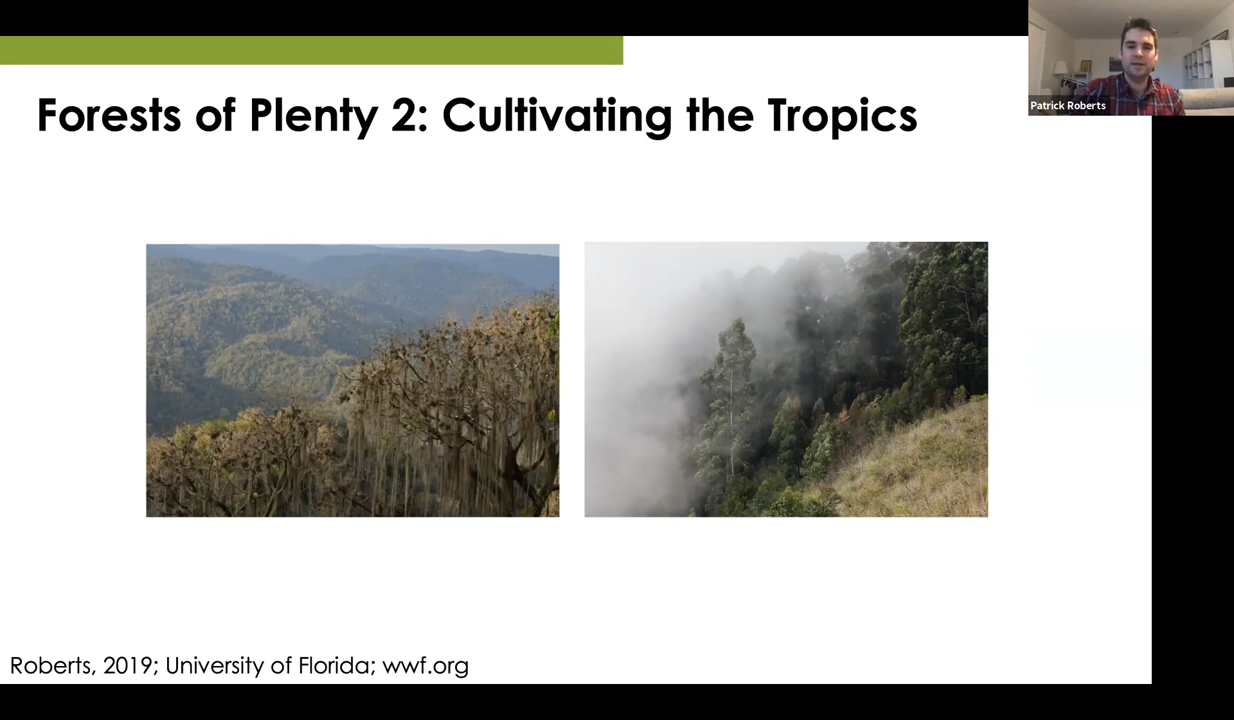 Forests of Plenty 2: Cultivating the Tropics
Patrick Roberts
Roberts, 2019; University of Florida; wwf.org